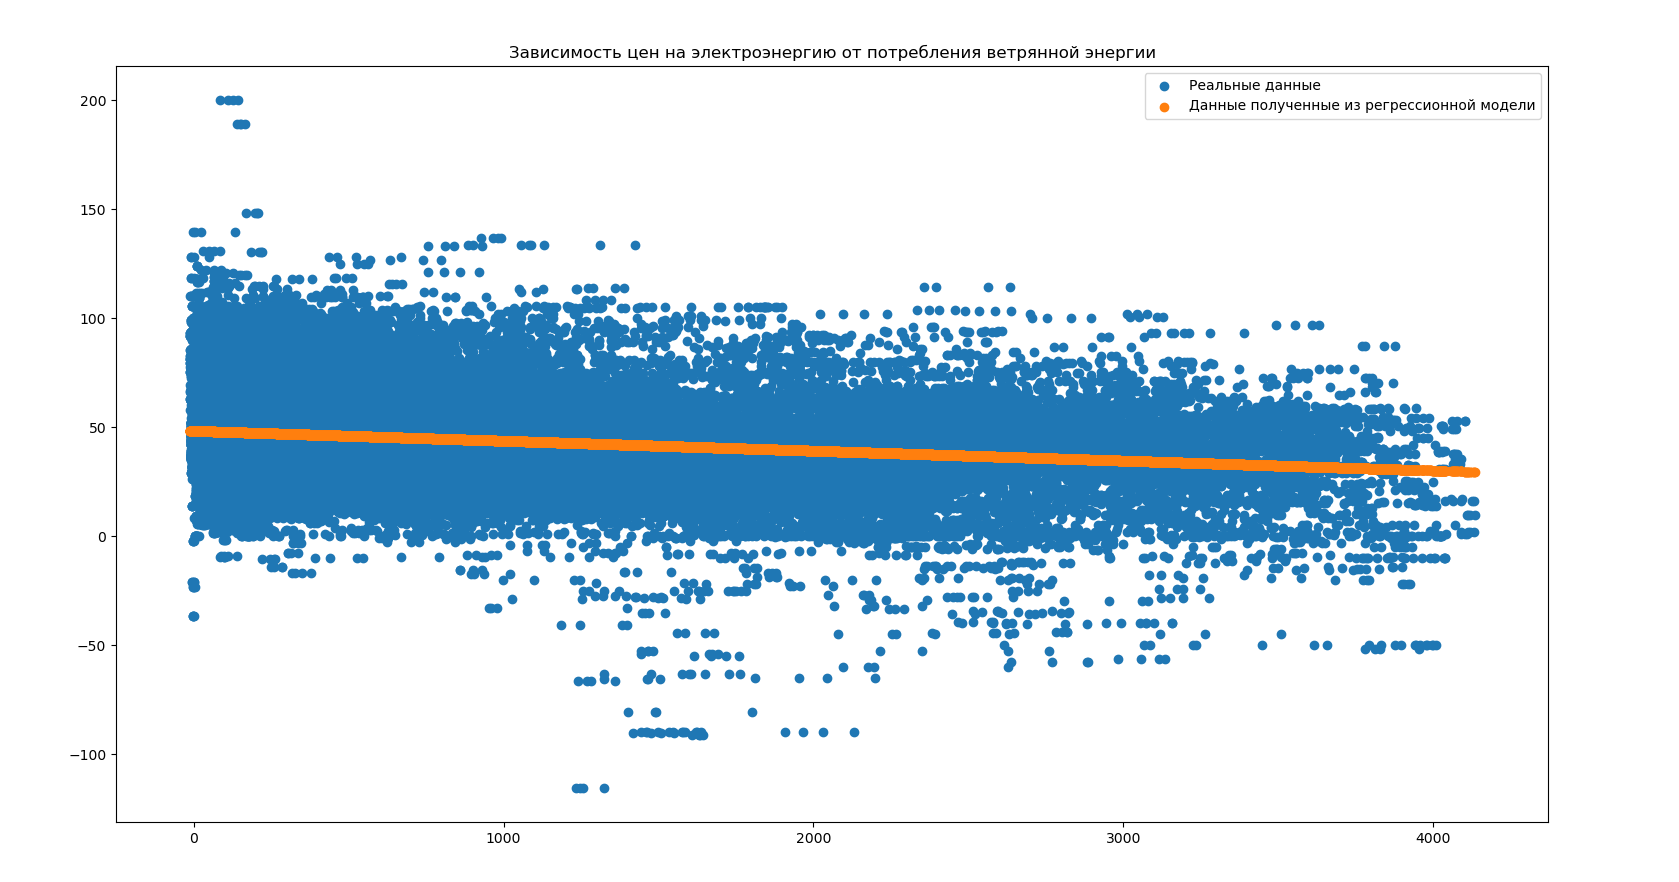 Зависимость цен на электроэнергию от потребления ветрянной энергии
Реальные данные
Данные полученные из регрессионной модели
200
150
100
50
0
−50
−100
0 1000 2000 3000 4000